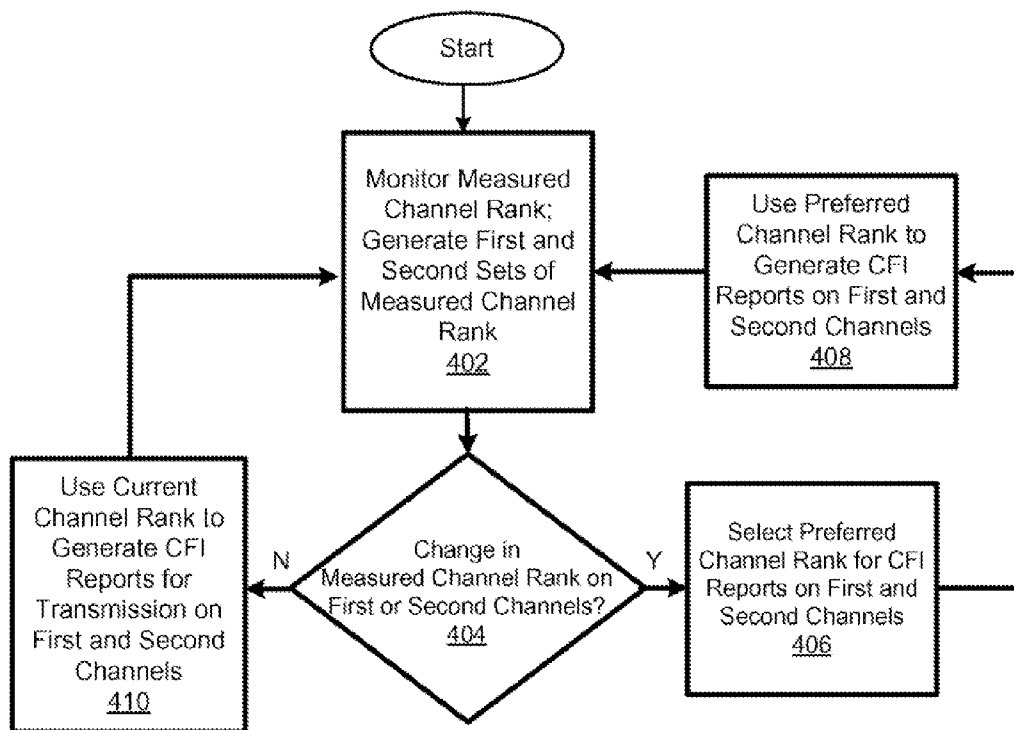 Start
Monitor Measured
Channel Rank;
Generate First and
Second Sets of
Measured Channel
Rank
402
Use Preferred
Channel Rank to
Generate CFI
Reports on First and
Second Channels
408
Use Current
Channel Rank to
Generate CFI
Reports for
Transmission on
First and Second
Channels
410
N
Change in
Measured Channel Rank on
First or Second Channels?
404
Y
Select Preferred
Channel Rank for CFI
Reports on First and
Second Channels
406